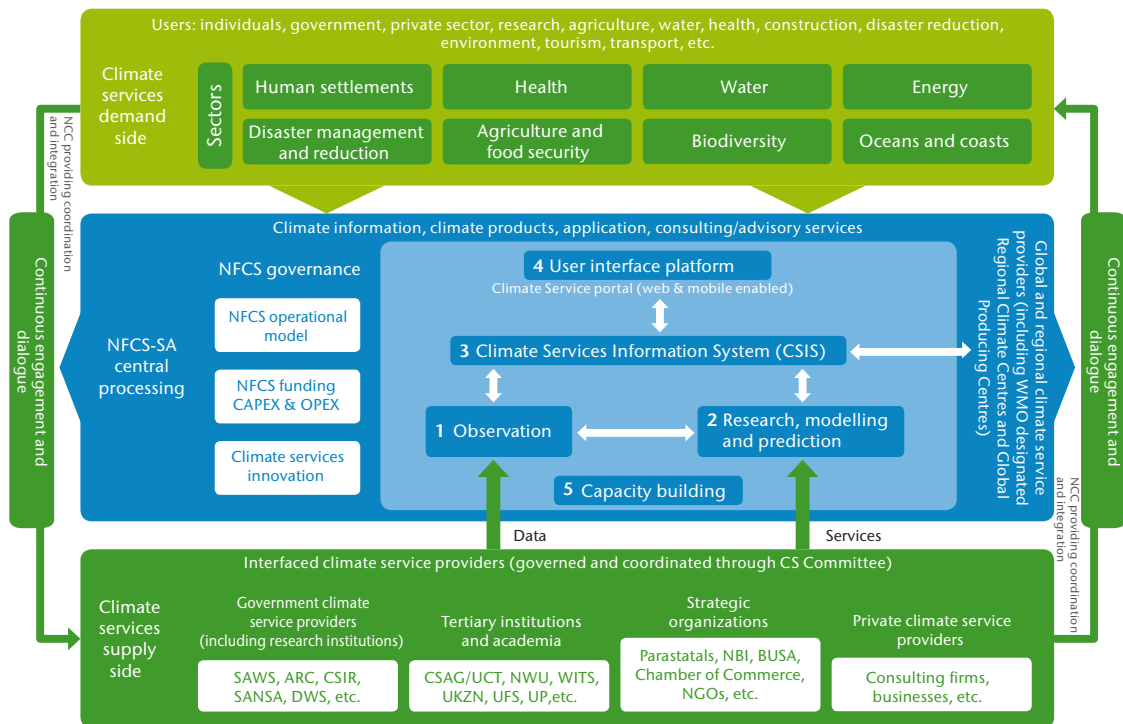 Users: individuals, government, private sector, research, agriculture, water, health, construction, disaster reduction,
environment, tourism, transport, etc.
Climate
services
demand
side
Sectors
Human settlements
Health
Water
Energy
Disaster management
and reduction
Agriculture and
food security
Biodiversity
Oceans and coasts
NCC providing coordination
and integration
Continuous engagement and
dialogue
Climate information, climate products, application, consulting/advisory services
NFCS-SA
central
processing
NFCS governance
NFCS operational
model
NFCS funding
CAPEX & OPEX
Climate services
innovation
4 User interface platform
Climate Service portal (web & mobile enabled)
3 Climate Services Information System (CSIS)
1 Observation
2 Research, modelling
and prediction
5 Capacity building
Global and regional climate service
providers (including WMO designated
Regional Climate Centres and Global
Producing Centres)
Continuous engagement and
dialogue
NCC providing coordination
and integration
Data
Services
Interfaced climate service providers (governed and coordinated through CS Committee)
Climate
services
supply
side
Government climate
service providers
(including research institutions)
SAWS, ARC, CSIR,
SANSA, DWS, etc.
Tertiary institutions
and academia
CSAG/UCT, NWU, WITS,
UKZN, UFS, UP,etc.
Strategic
organizations
Parastatals, NBI, BUSA,
Chamber of Commerce,
NGOs, etc.
Private climate service
providers
Consulting firms,
businesses, etc.